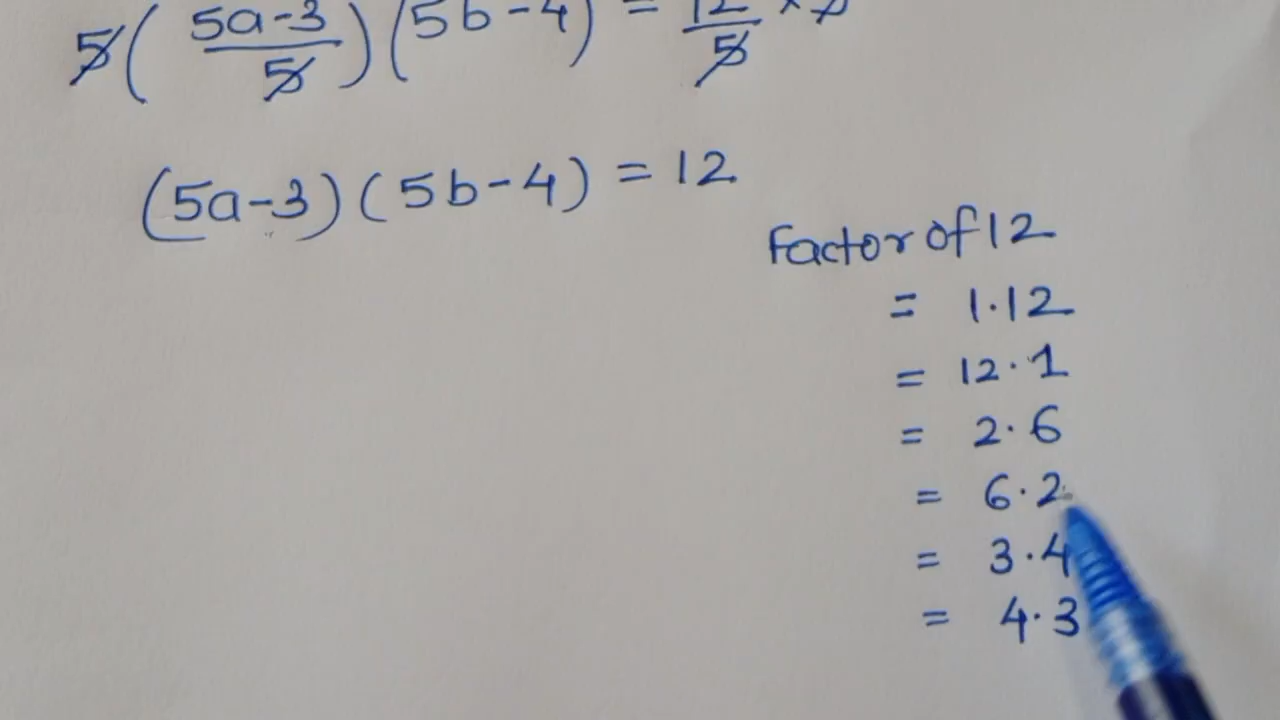 5( 5a-3 / 5 )(5b-4) = 12 / 5 ×
(5a-3)(5b-4) = 12
Factor of 12
= 1.12
= 12.1
= 2.6
= 6.2
= 3.4
= 4.3